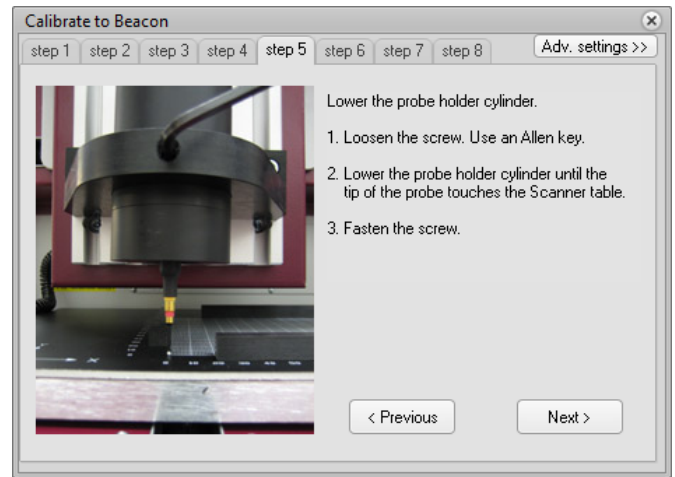 Calibrate to Beacon
step 1 step 2 step 3 step 4 step 5 step 6 step 7 step 8 Adv. settings >>
Lower the probe holder cylinder.
1. Loosen the screw. Use an Allen key.
2. Lower the probe holder cylinder until the
tip of the probe touches the Scanner table.
3. Fasten the screw.
< Previous Next >